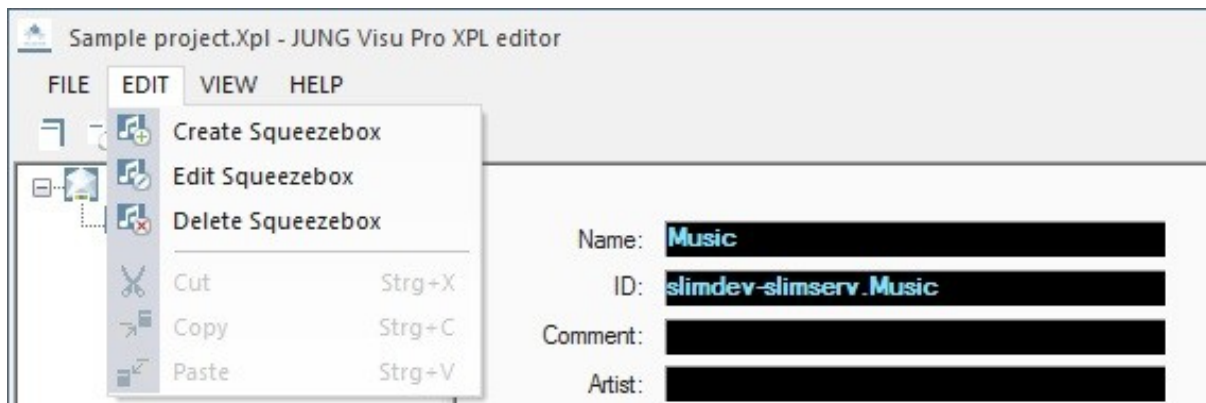 Sample project.Xpl - JUNG Visu Pro XPL editor
FILE EDIT VIEW HELP
Create Squeezebox
Edit Squeezebox
Delete Squeezebox
Cut Strg+X
Copy Strg+C
Paste Strg+V
Name: Music
ID: slimdev-slimserv.Music
Comment:
Artist: